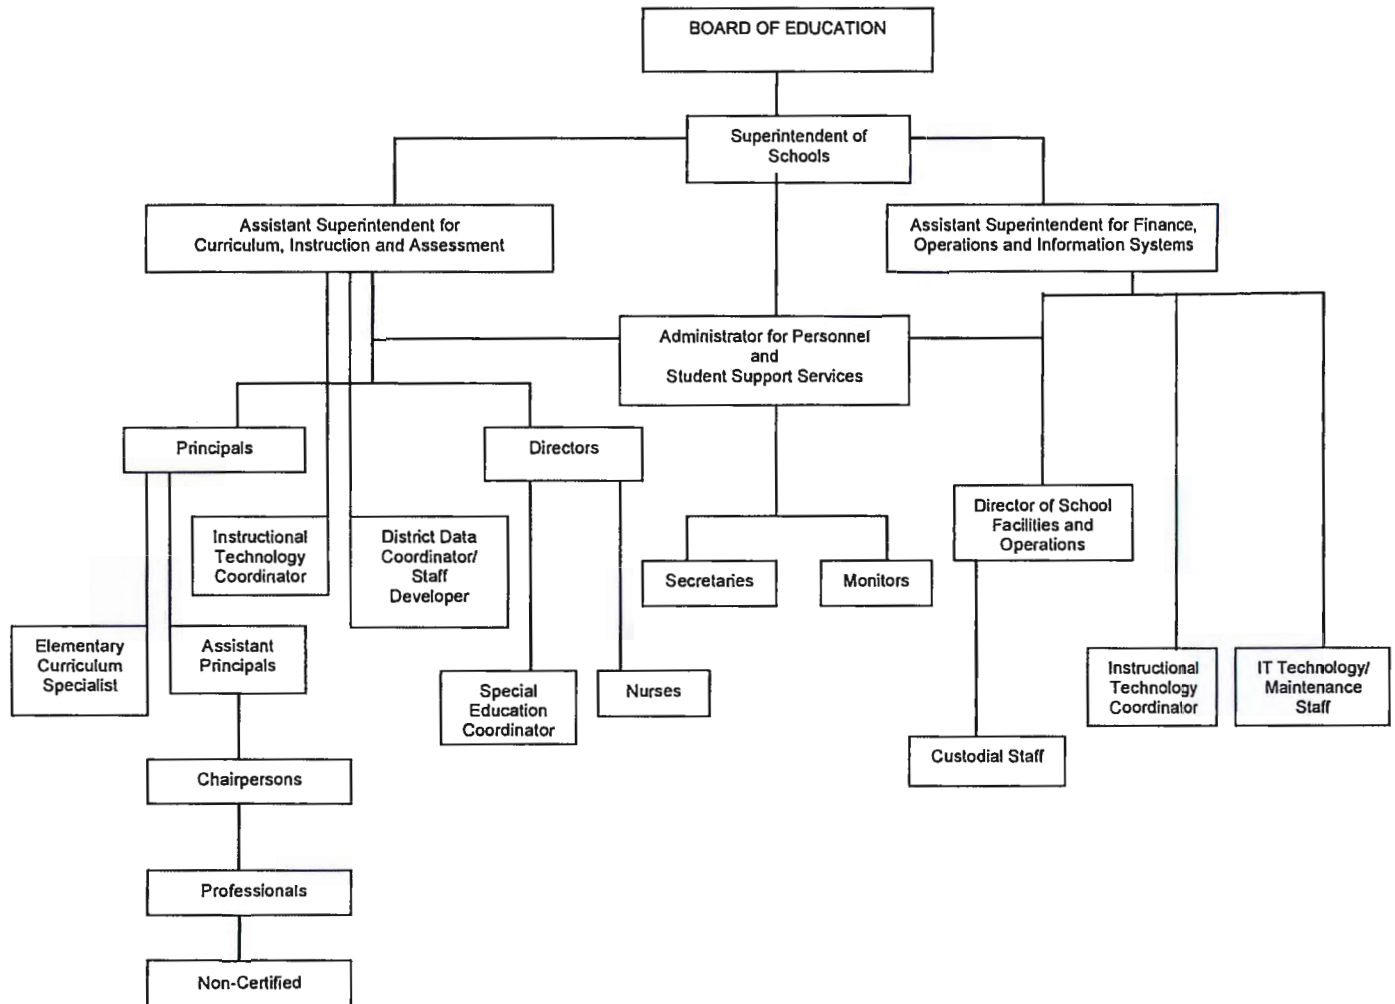 BOARD OF EDUCATION
Superintendent of
Schools
Assistant Superintendent for
Curriculum, Instruction and Assessment
Assistant Superintendent for Finance,
Operations and Information Systems
Administrator for Personnel
and
Student Support Services
Principals
Directors
Instructional
Technology
Coordinator
District Data
Coordinator/
Staff
Developer
Director of School
Facilities and
Operations
Secretaries
Monitors
Elementary
Curriculum
Specialist
Assistant
Principals
Special
Education
Coordinator
Nurses
Instructional
Technology
Coordinator
IT Technology/
Maintenance
Staff
Custodial Staff
Chairpersons
Professionals
Non-Certified